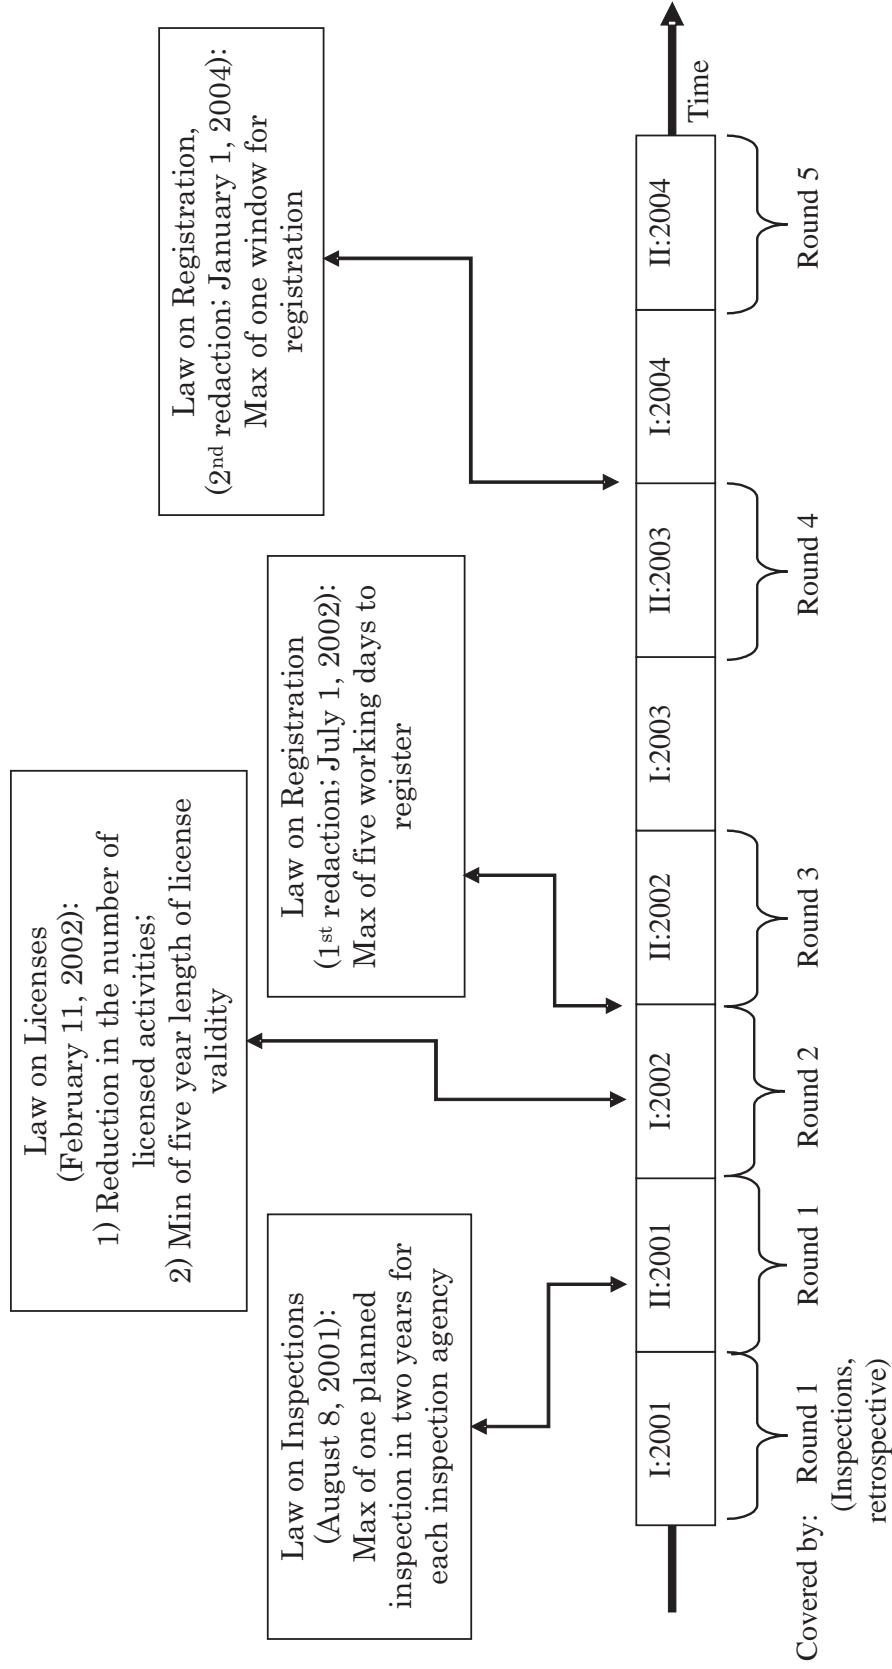 Law on Inspections
(August 8, 2001):
Max of one planned
inspection in two years for
each inspection agency
Law on Licenses
(February 11, 2002):
1) Reduction in the number of
licensed activities;
2) Min of five year length of license
validity
Law on Registration
(1st redaction; July 1, 2002):
Max of five working days to
register
Law on Registration,
(2nd redaction; January 1, 2004):
Max of one window for
registration
I:2001
II:2001
I:2002
II:2002
I:2003
II:2003
I:2004
II:2004
Time
Covered by:
Round 1
(Inspections,
retrospective)
Round 1
Round 2
Round 3
Round 4
Round 5